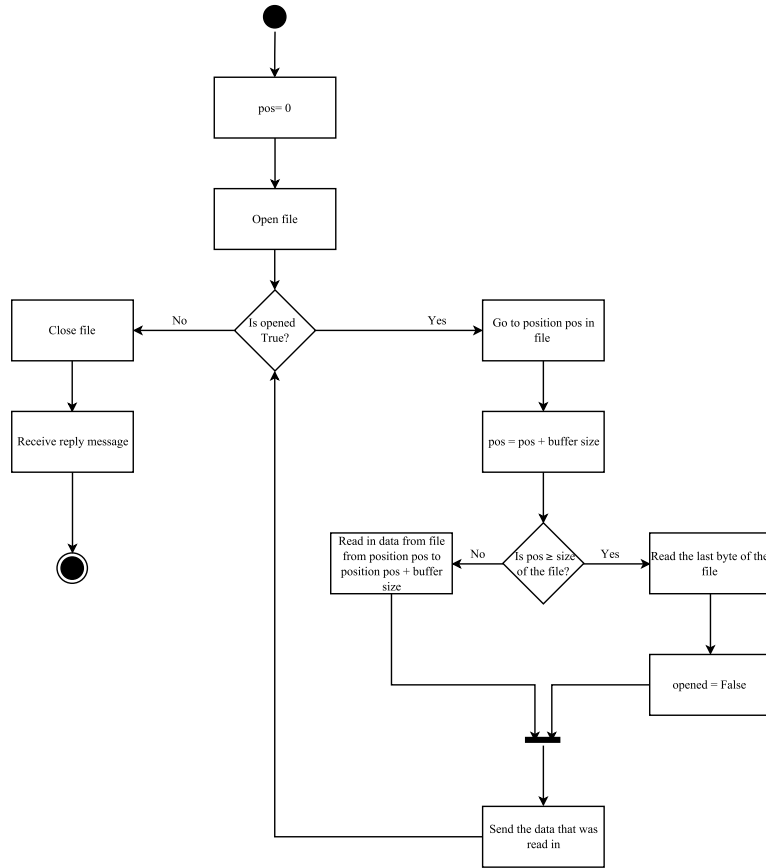 pos= 0
Open file
Is opened
True?
No
Yes
Close file
Go to position pos in
file
Receive reply message
pos = pos + buffer size
Read in data from file
from position pos to
position pos + buffer
size
No
Is pos ≥ size
of the file?
Yes
Read the last byte of the
file
opened = False
Send the data that was
read in